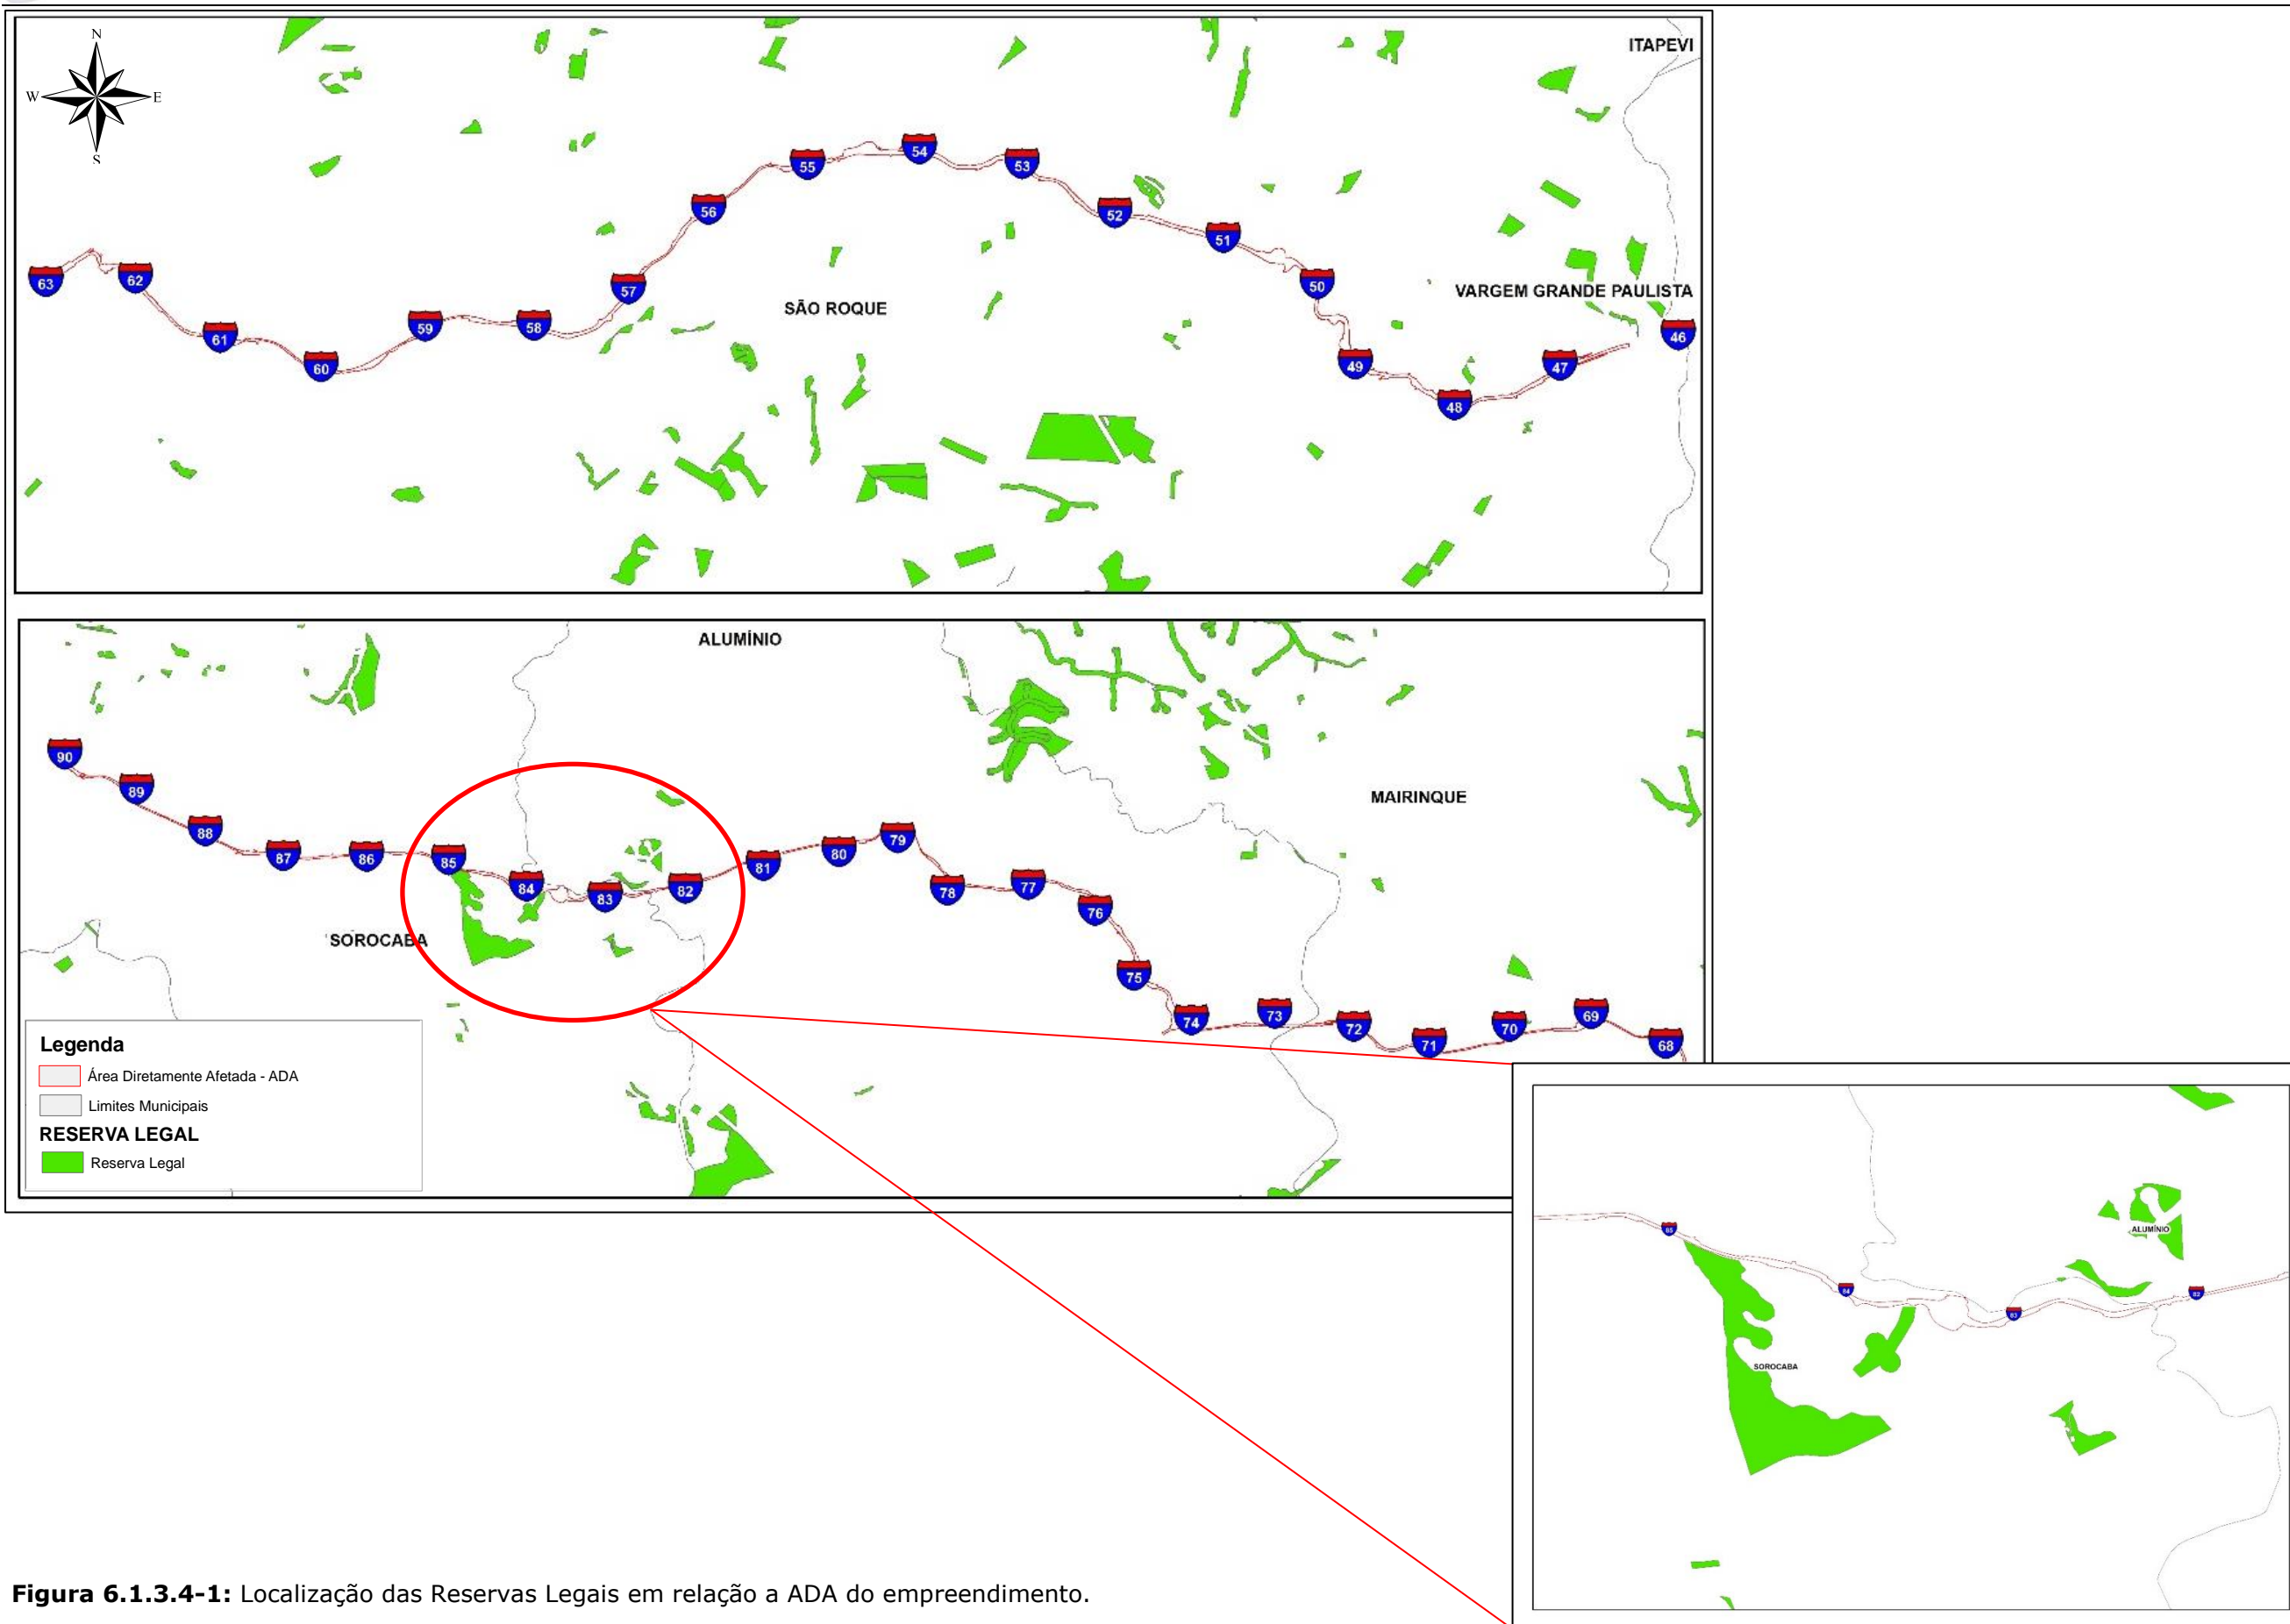 N
W
E
S
ITAPEVI
54
55
53
56
52
51
63
62
57
50
VARGEM GRANDE PAULISTA
SÃO ROQUE
59
58
61
46
60
49
47
48
ALUMÍNIO
90
89
MAIRINQUE
88
79
87
86
85
80
81
84
83
82
78
77
76
SOROCABA
75
74
73
72
71
70
69
68
Legenda
Área Diretamente Afetada - ADA
Limites Municipais
RESERVA LEGAL
Reserva Legal
85
ALUMÍNIO
84
82
83
SOROCABA
Figura 6.1.3.4-1: Localização das Reservas Legais em relação a ADA do empreendimento.